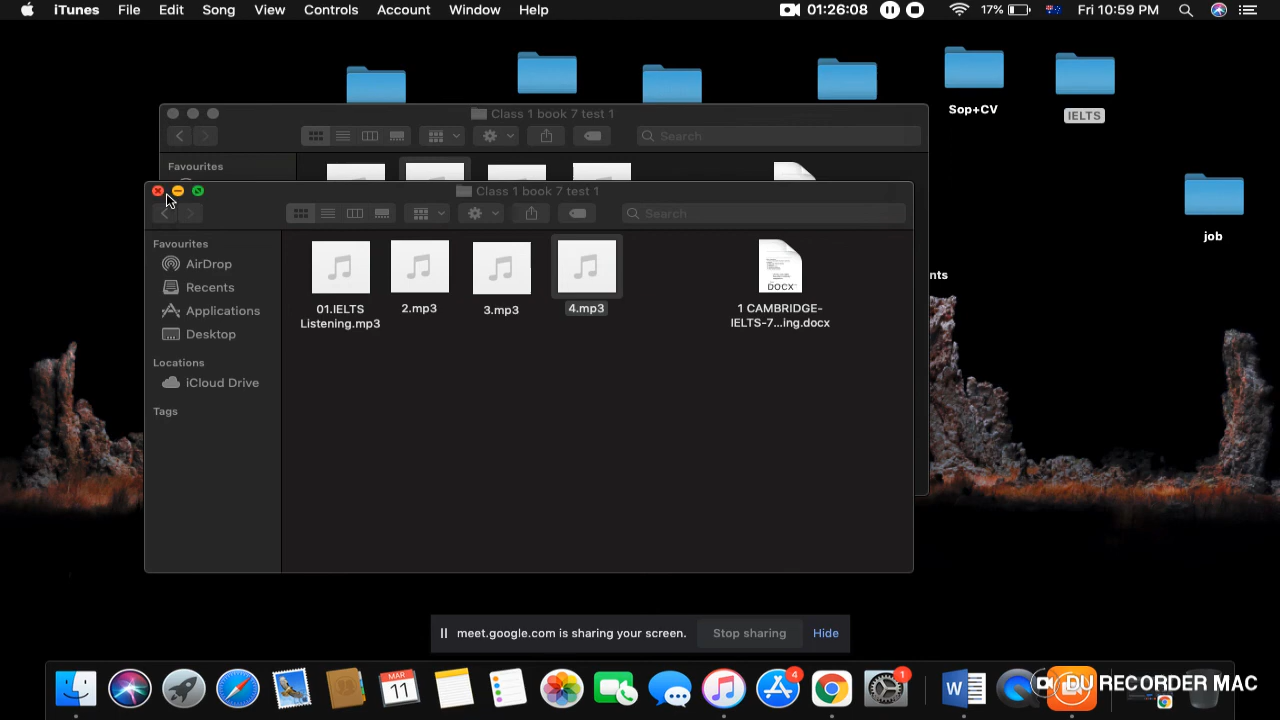 iTunes File Edit Song View Controls Account Window Help 01:26:08 17% Fri 10:59 PM
Sop+CV
IELTS
Class 1 book 7 test 1
Search
Favourites
Class 1 book 7 test 1
Search
Favourites
AirDrop
Recents
Applications
Desktop
Locations
iCloud Drive
Tags
01.IELTS
Listening.mp3
2.mp3
3.mp3
4.mp3
DOCX
1 CAMBRIDGE-
IELTS-7...ing.docx
job
nts
meet.google.com is sharing your screen. Stop sharing Hide
MAR
11
4
1
W
DU RECORDER MAC